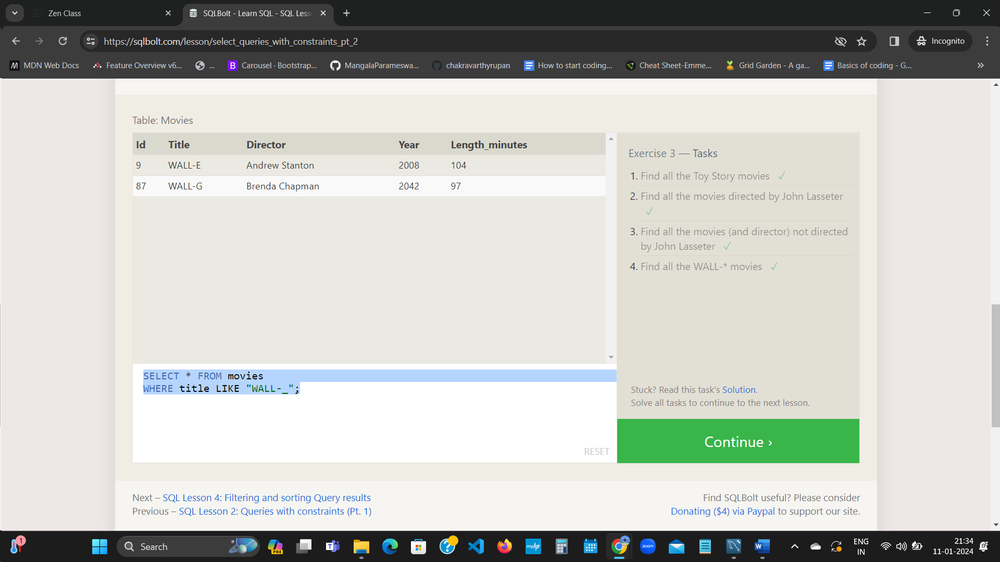 Zen Class
SQLBolt - Learn SQL - SQL Less
https://sqlbolt.com/lesson/select_queries_with_constraints_pt_2
Incognito
MDN Web Docs
Feature Overview v6...
...
Carousel · Bootstrap...
MangalaParameswa...
chakravarthyrupan
How to start coding...
Cheat Sheet-Emme...
Grid Garden - A ga...
Basics of coding - G...
Table: Movies
Id Title Director Year Length_minutes
9 WALL-E Andrew Stanton 2008 104
87 WALL-G Brenda Chapman 2042 97
SELECT * FROM movies
WHERE title LIKE "WALL-_";
RESET
Exercise 3 — Tasks
1. Find all the Toy Story movies ✓
2. Find all the movies directed by John Lasseter
✓
3. Find all the movies (and director) not directed
by John Lasseter ✓
4. Find all the WALL-* movies ✓
Stuck? Read this task's Solution.
Solve all tasks to continue to the next lesson.
Continue ›
Next – SQL Lesson 4: Filtering and sorting Query results
Previous – SQL Lesson 2: Queries with constraints (Pt. 1)
Find SQLBolt useful? Please consider
Donating ($4) via Paypal to support our site.
1
Search
PRE
myhp
zoom
ENG
IN
21:34
11-01-2024